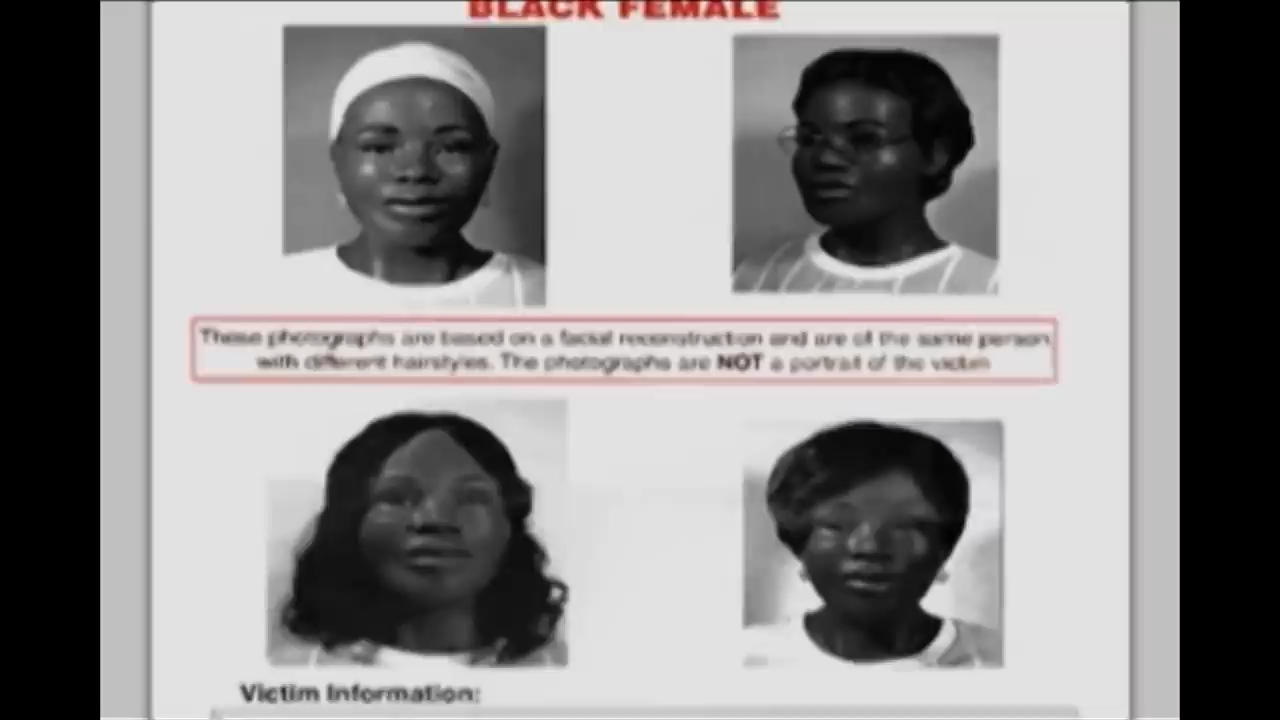 BLACK FEMALE
These photographs are based on a facial reconstruction and are of the same person
with different hairstyles. The photographs are NOT a portrait of the victim
Victim Information: